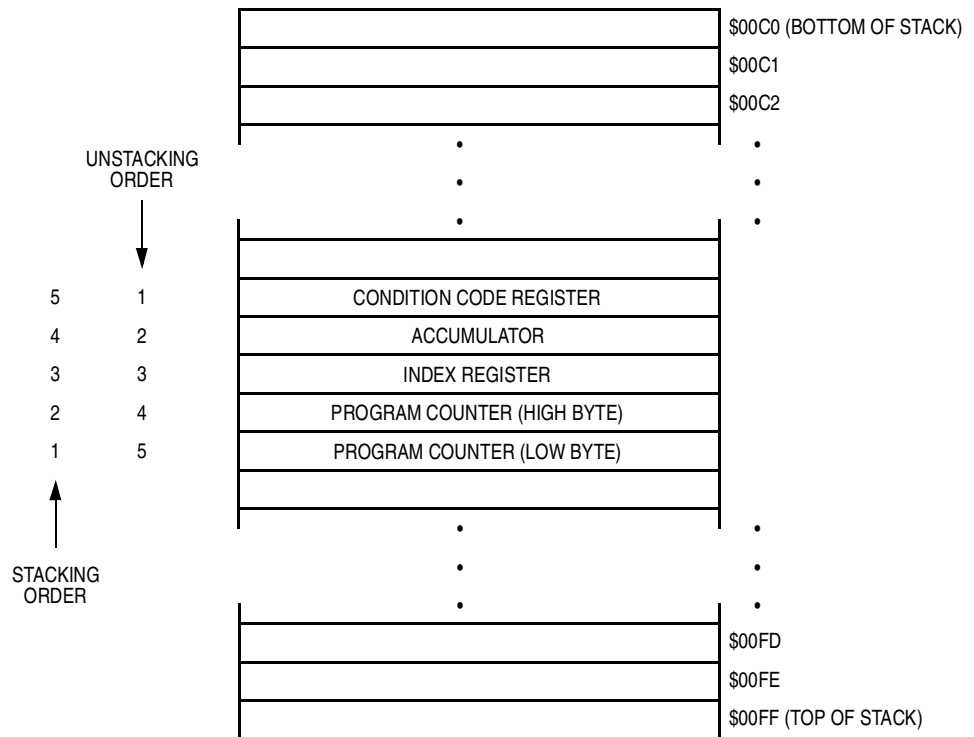 $00C0 (BOTTOM OF STACK)
$00C1
$00C2
UNSTACKING
ORDER
5 1 CONDITION CODE REGISTER
4 2 ACCUMULATOR
3 3 INDEX REGISTER
2 4 PROGRAM COUNTER (HIGH BYTE)
1 5 PROGRAM COUNTER (LOW BYTE)
STACKING
ORDER
$00FD
$00FE
$00FF (TOP OF STACK)